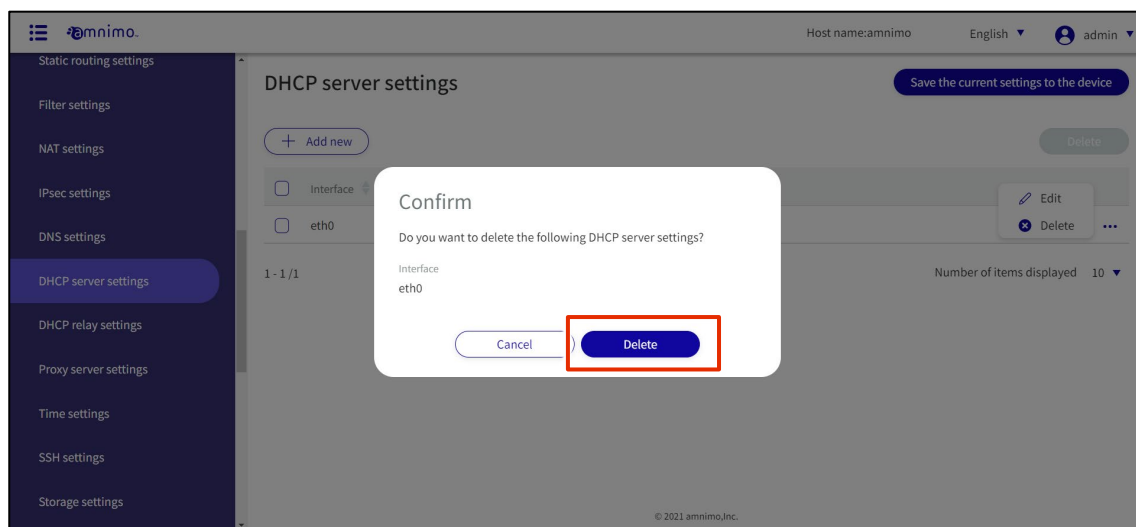 amnimo
Host name:amnimo
English
admin
Static routing settings
Filter settings
NAT settings
IPsec settings
DNS settings
DHCP server settings
DHCP relay settings
Proxy server settings
Time settings
SSH settings
Storage settings
DHCP server settings
Save the current settings to the device
Add new
Delete
Interface
eth0
Edit
Delete
1 - 1 /1
Number of items displayed 10
Confirm
Do you want to delete the following DHCP server settings?
Interface
eth0
Cancel
Delete
© 2021 amnimo,Inc.